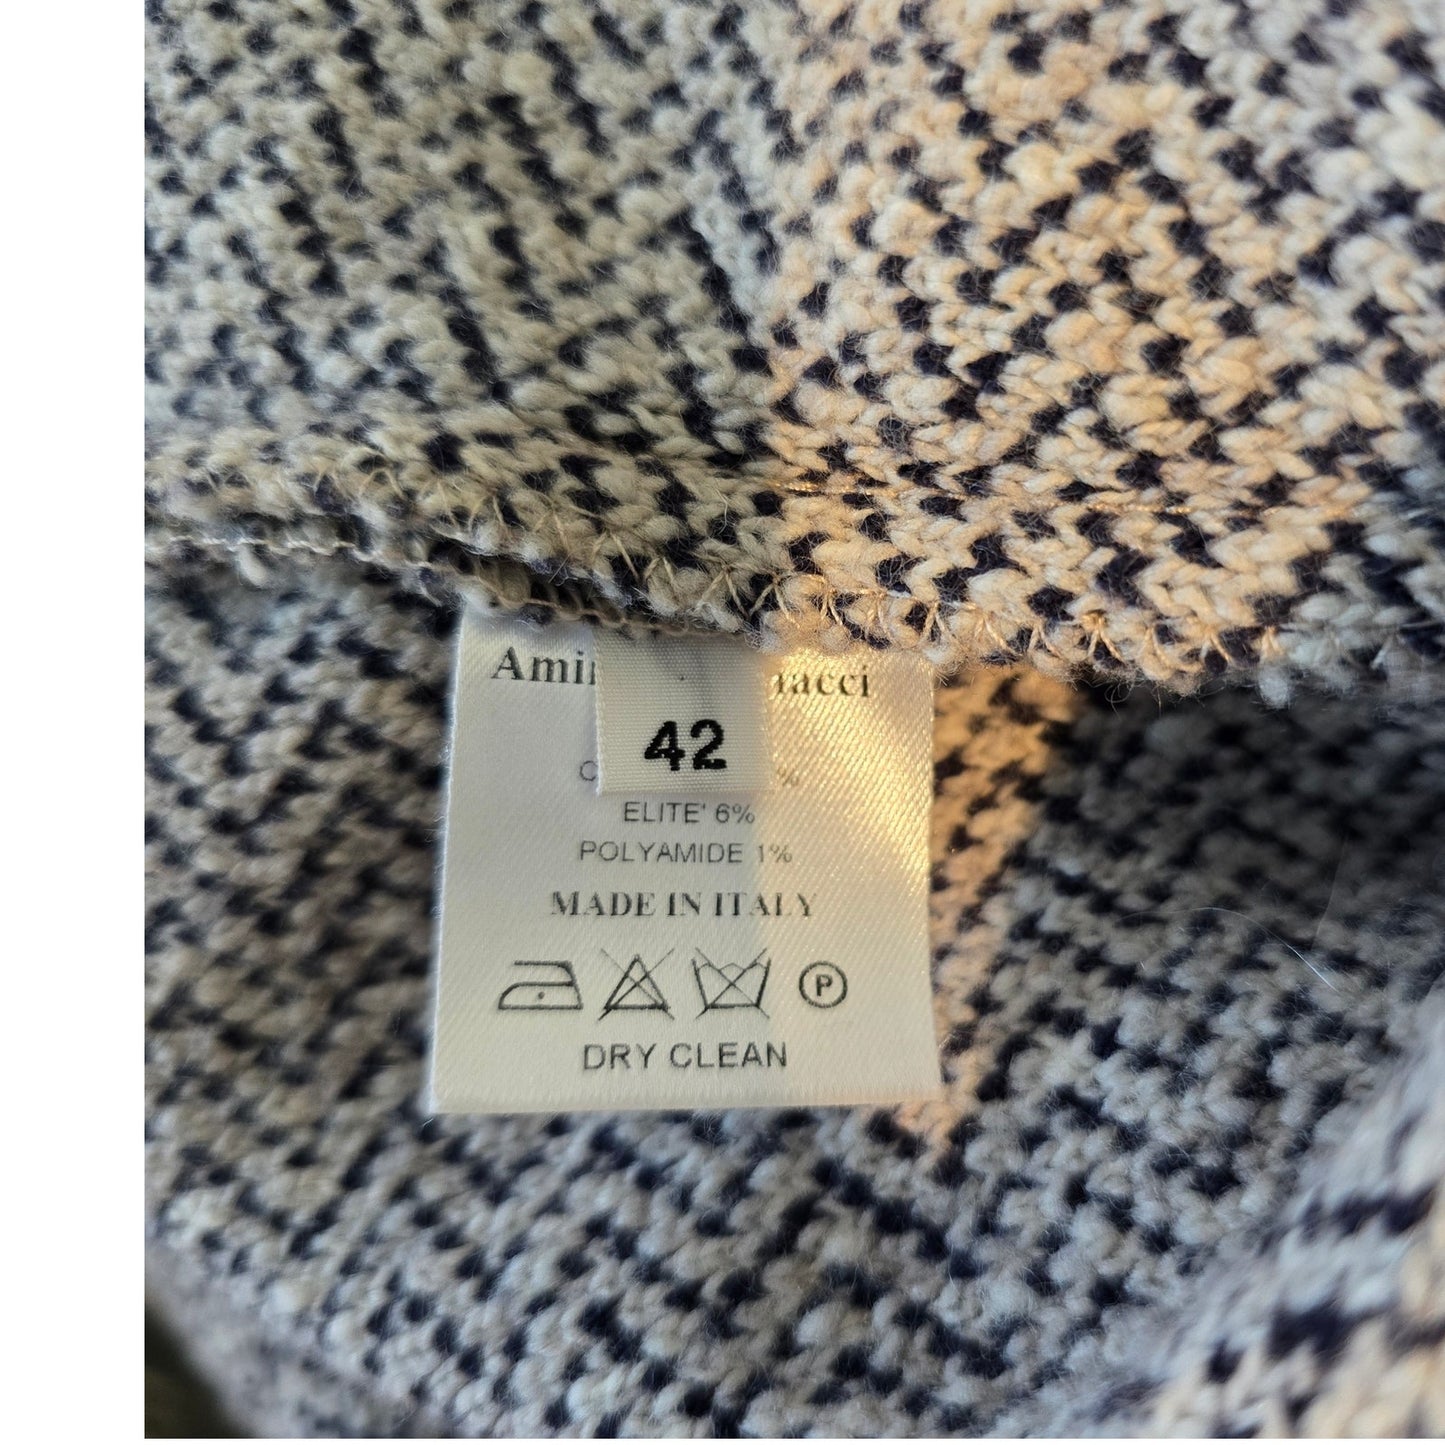 42
ELITE' 6%
POLYAMIDE 1%
MADE IN ITALY
P
DRY CLEAN